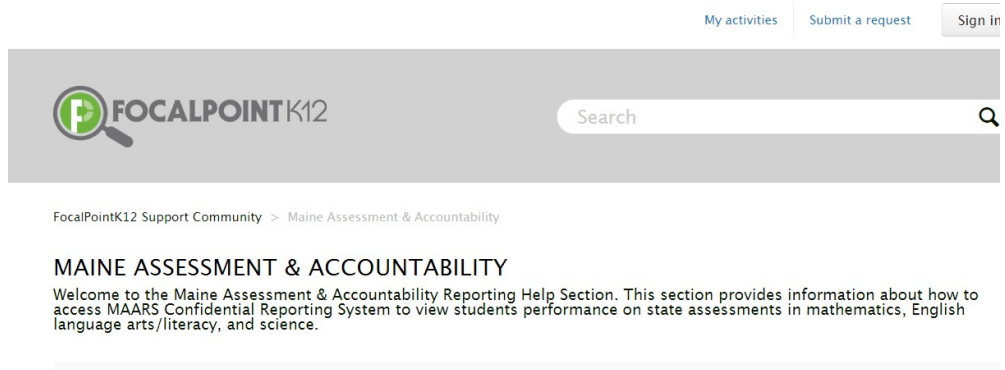 My activities Submit a request Sign in
FOCALPOINT K12
Search
FocalPointK12 Support Community > Maine Assessment & Accountability
MAINE ASSESSMENT & ACCOUNTABILITY
Welcome to the Maine Assessment & Accountability Reporting Help Section. This section provides information about how to
access MAARS Confidential Reporting System to view students performance on state assessments in mathematics, English
language arts/literacy, and science.